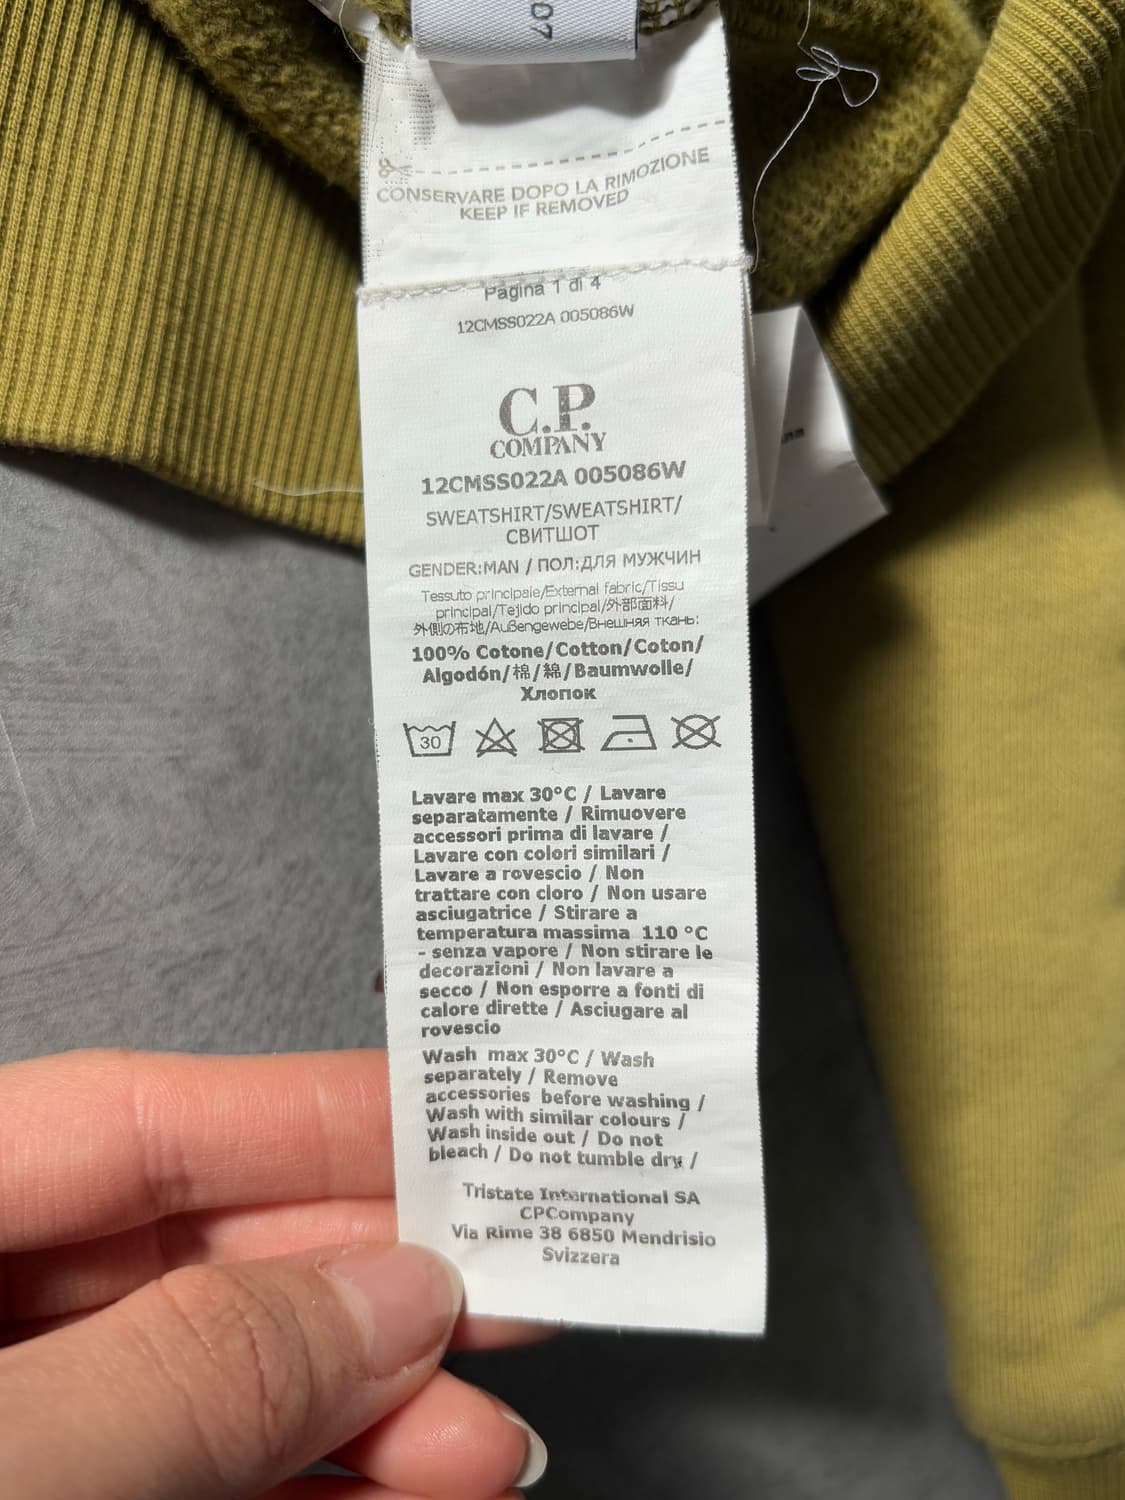 07
CONSERVARE DOPO LA RIMOZIONE
KEEP IF REMOVED
Pagina 1 di 4
12CMSS022A 005086W
C.P.
COMPANY
12CMSS022A 005086W
SWEATSHIRT/SWEATSHIRT/
СВИТШОТ
GENDER:MAN / ПОЛ:ДЛЯ МУЖЧИН
Tessuto principale/External fabric/Tissu
principal/Tejido principal/外部面料/
外側の布地/Außengewebe/Внешняя ткань:
100% Cotone/Cotton/Coton/
Algodón/棉/綿/Baumwolle/
Хлопок
30
Lavare max 30°C / Lavare
separatamente / Rimuovere
accessori prima di lavare /
Lavare con colori similari /
Lavare a rovescio / Non
trattare con cloro / Non usare
asciugatrice / Stirare a
temperatura massima 110 °C
- senza vapore / Non stirare le
decorazioni / Non lavare a
secco / Non esporre a fonti di
calore dirette / Asciugare al
rovescio
Wash max 30°C / Wash
separately / Remove
accessories before washing /
Wash with similar colours /
Wash inside out / Do not
bleach / Do not tumble dry /
Tristate International SA
CPCompany
Via Rime 38 6850 Mendrisio
Svizzera